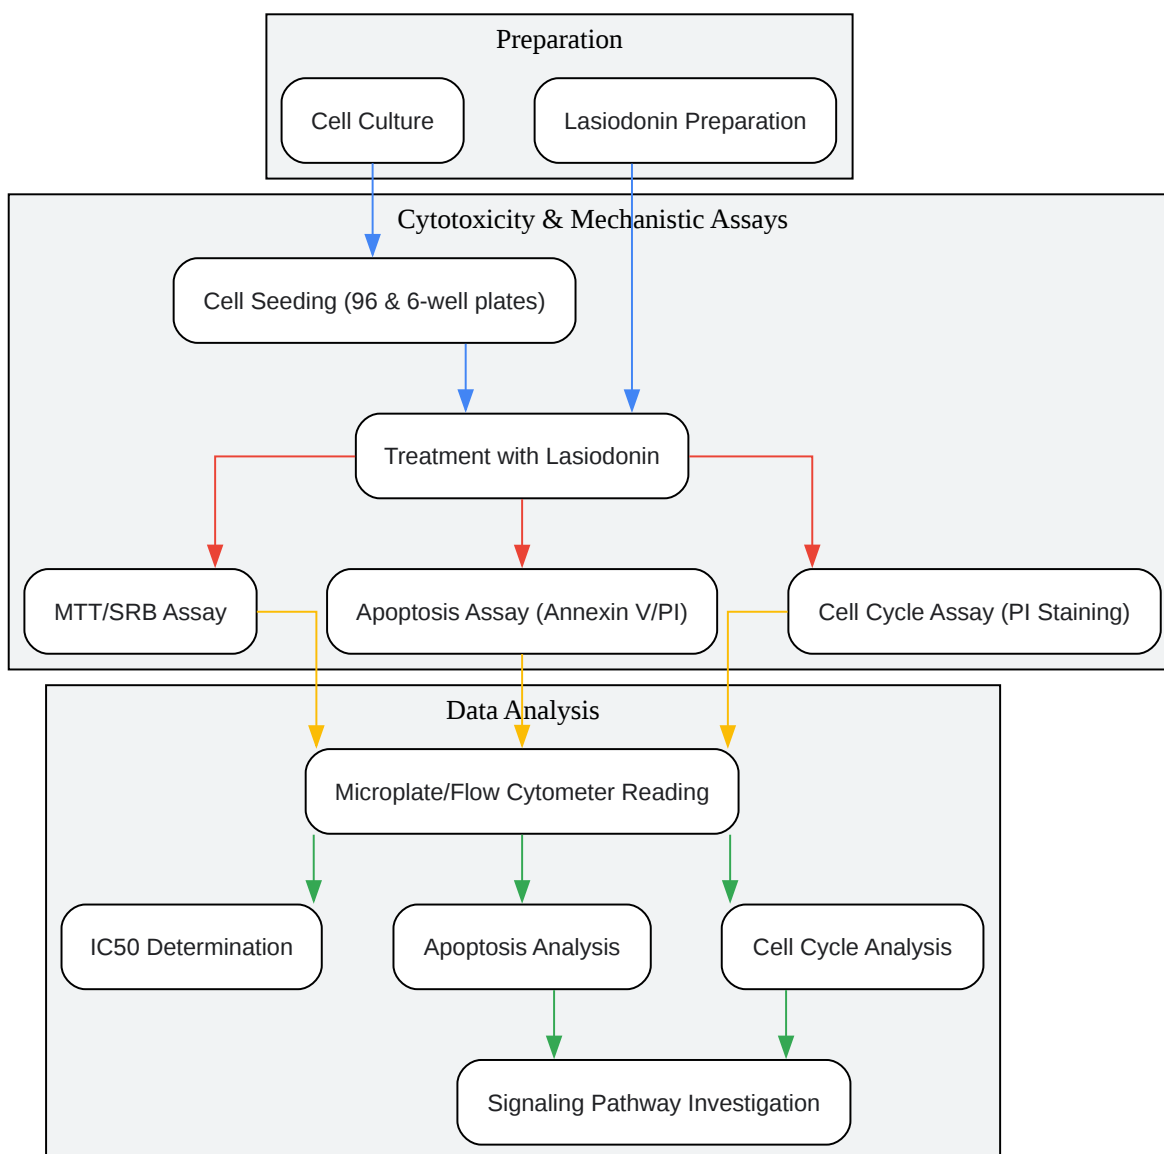 Preparation
Cell Culture
Lasiodonin Preparation
Cytotoxicity & Mechanistic Assays
Cell Seeding (96 & 6-well plates)
Treatment with Lasiodonin
MTT/SRB Assay
Apoptosis Assay (Annexin V/PI)
Cell Cycle Assay (PI Staining)
Data Analysis
Microplate/Flow Cytometer Reading
IC50 Determination
Apoptosis Analysis
Cell Cycle Analysis
Signaling Pathway Investigation